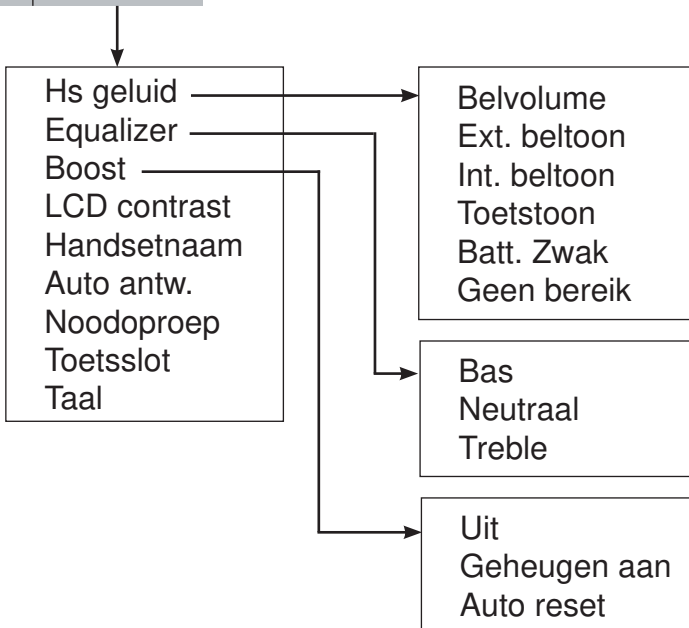 Hs geluid
Equalizer
Boost
LCD contrast
Handsetnaam
Auto antw.
Noodoproep
Toetsslot
Taal
Belvolume
Ext. beltoon
Int. beltoon
Toetstoon
Batt. Zwak
Geen bereik
Bas
Neutraal
Treble
Uit
Geheugen aan
Auto reset